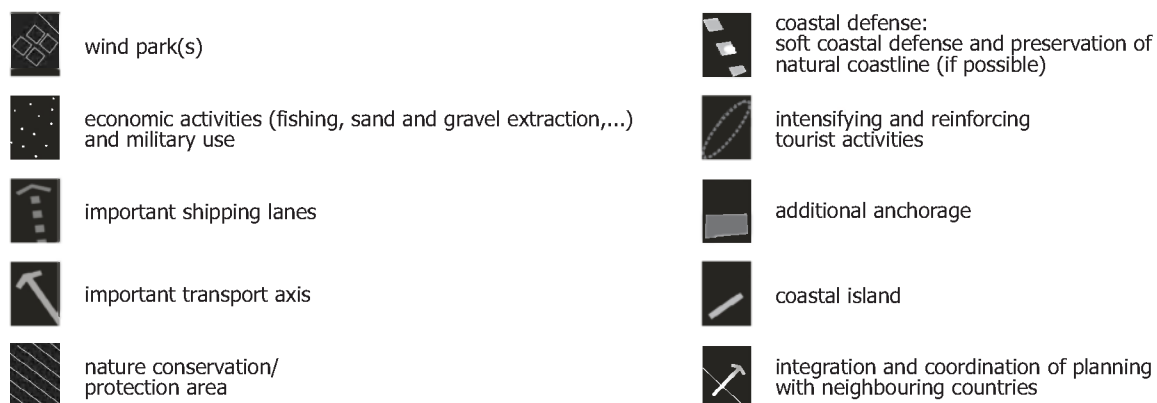 wind park(s)
economic activities (fishing, sand and gravel extraction,...)
and military use
important shipping lanes
important transport axis
nature conservation/
protection area
coastal defense:
soft coastal defense and preservation of
natural coastline (if possible)
intensifying and reinforcing
tourist activities
additional anchorage
coastal island
integration and coordination of planning
with neighbouring countries